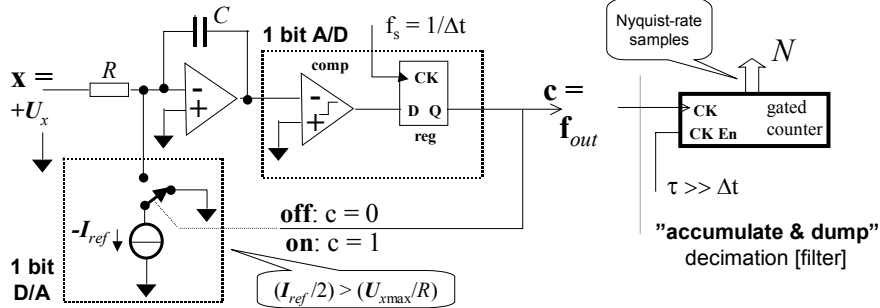 C
1 bit A/D
f_s = 1/Δt
Nyquist-rate
samples
N
x =
+U_x
R
-
+
comp
-
+
CK
D Q
reg
c =
f_out
CK
CK En
gated
counter
τ >> Δt
off: c = 0
on: c = 1
-I_ref
1 bit
D/A
(I_ref/2) > (U_xmax/R)
"accumulate & dump"
decimation [filter]